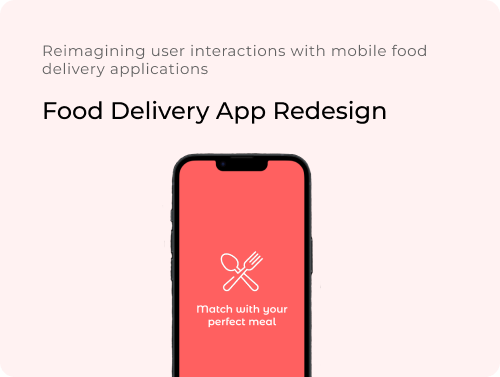 Reimagining user interactions with mobile food
delivery applications
Food Delivery App Redesign
Match with your
perfect meal